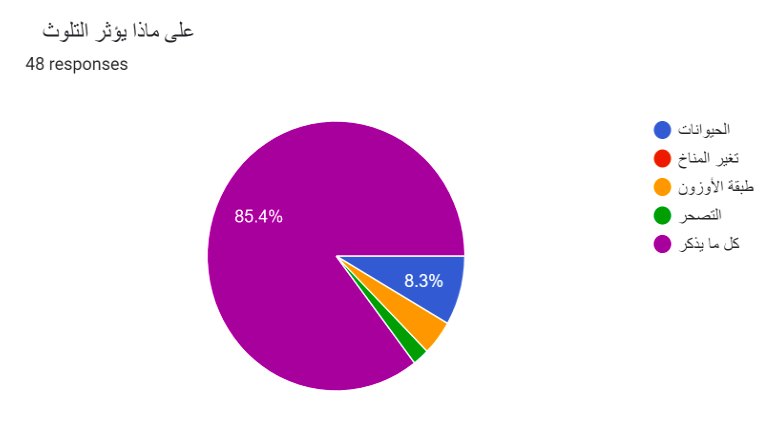 على ماذا يؤثر التلوث
48 responses
85.4%
8.3%
الحيوانات
تغير المناخ
طبقة الأوزون
التصحر
كل ما يذكر